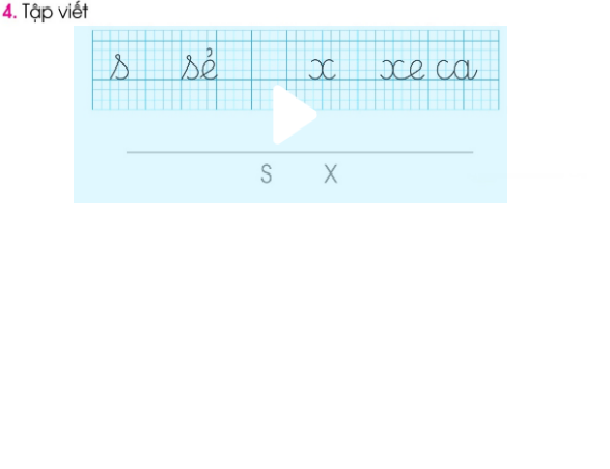 4. Tập viết
s sẻ x xe ca
S X